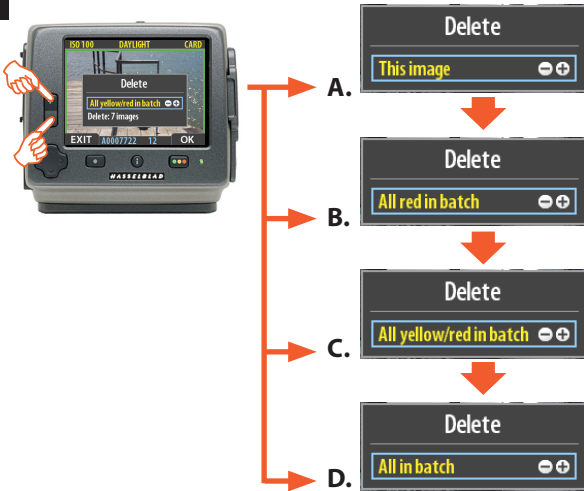 ISO 100 DAYLIGHT CARD
Delete
All yellow/red in batch
Delete: 7 images
EXIT A0007722 12 OK
HASSELBLAD
A.
Delete
This image
B.
Delete
All red in batch
C.
Delete
All yellow/red in batch
D.
Delete
All in batch